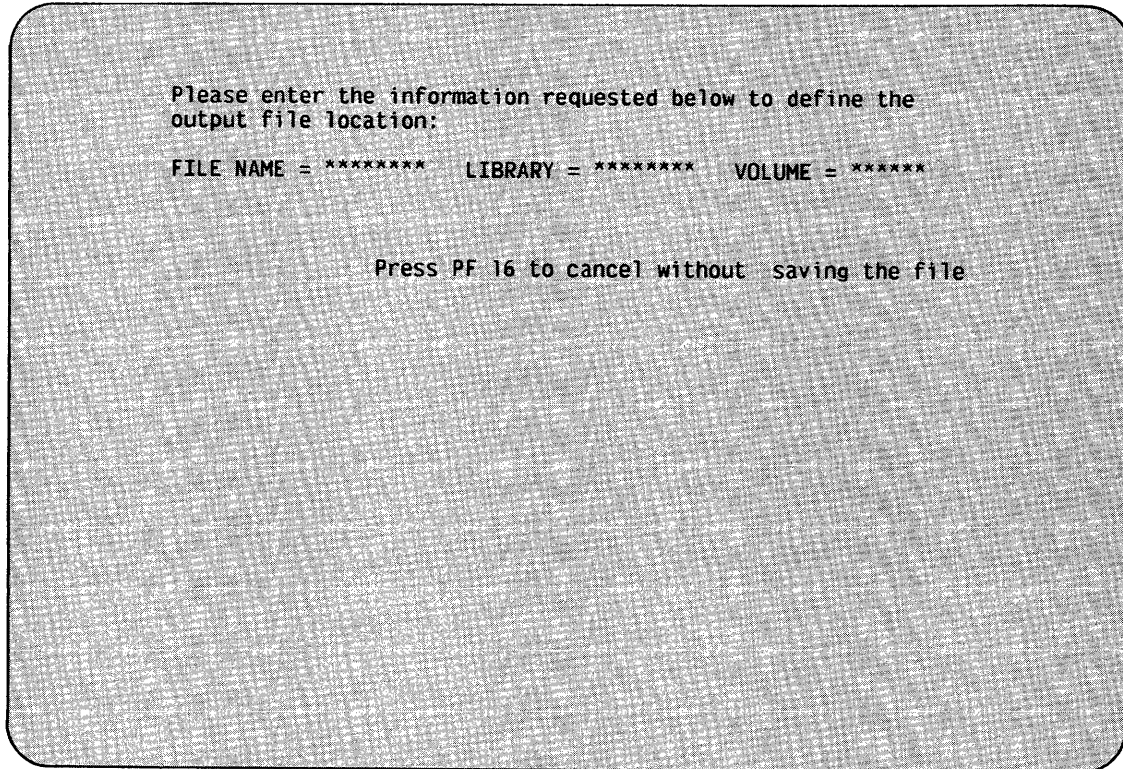 Please enter the information requested below to define the
output file location:
FILE NAME = ******** LIBRARY = ******** VOLUME = ******
Press PF 16 to cancel without saving the file